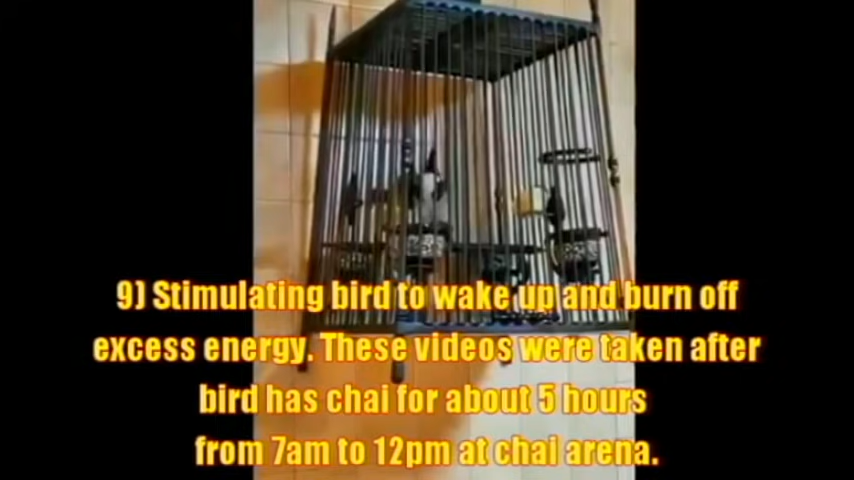 9) Stimulating bird to wake up and burn off
excess energy. These videos were taken after
bird has chai for about 5 hours
from 7am to 12pm at chai arena.